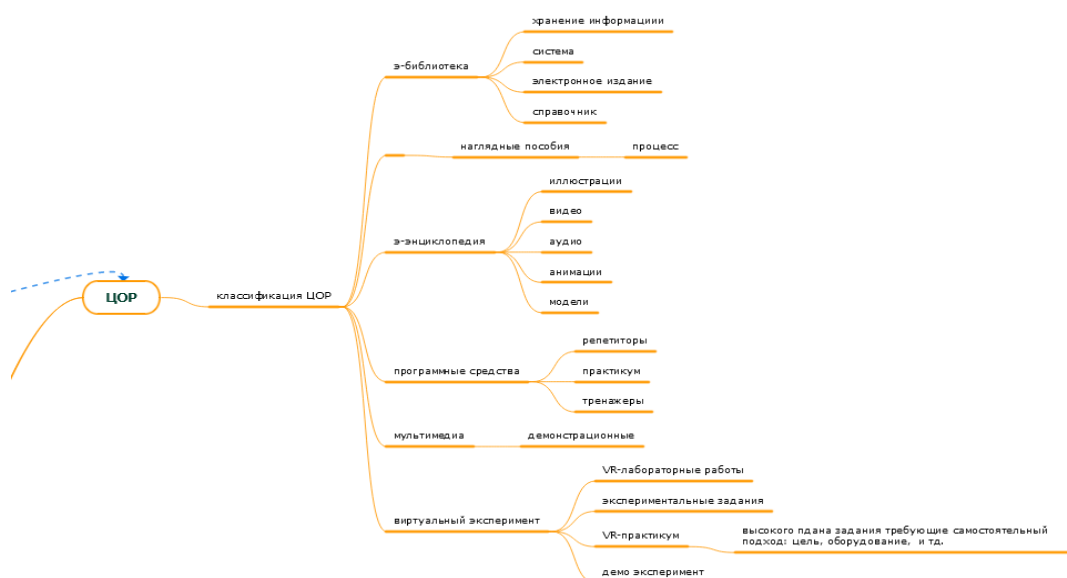 ЦОР
классификация ЦОР
э-библиотека
хранение информациии
система
электронное издание
справочник
наглядные пособия
процесс
э-энциклопедия
иллюстрации
видео
аудио
анимации
модели
программные средства
репетиторы
практикум
тренажеры
мультимедиа
демонстрационные
виртуальный эксперимент
VR-лабораторные работы
экспериментальные задания
VR-практикум
высокого пдана задания требующие самостоятельный
подход: цель, оборудование, и тд.
демо эксперимент